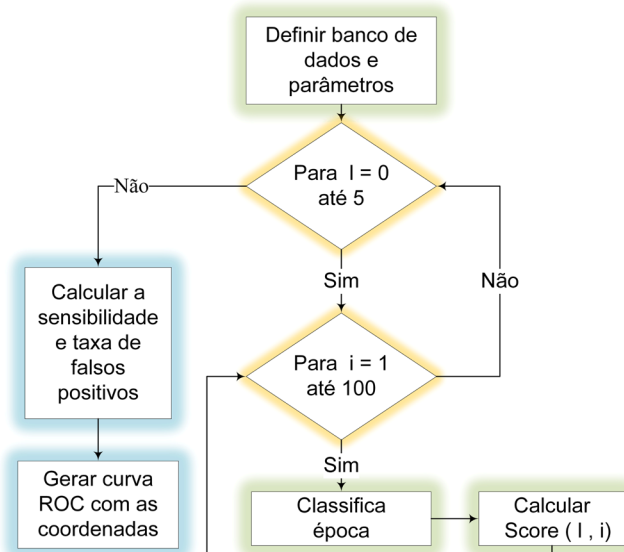 Definir banco de
dados e
parâmetros
Para I = 0
até 5
Não
Sim
Não
Calcular a
sensibilidade
e taxa de
falsos
positivos
Para i = 1
até 100
Sim
Gerar curva
ROC com as
coordenadas
Classifica
época
Calcular
Score ( I , i)